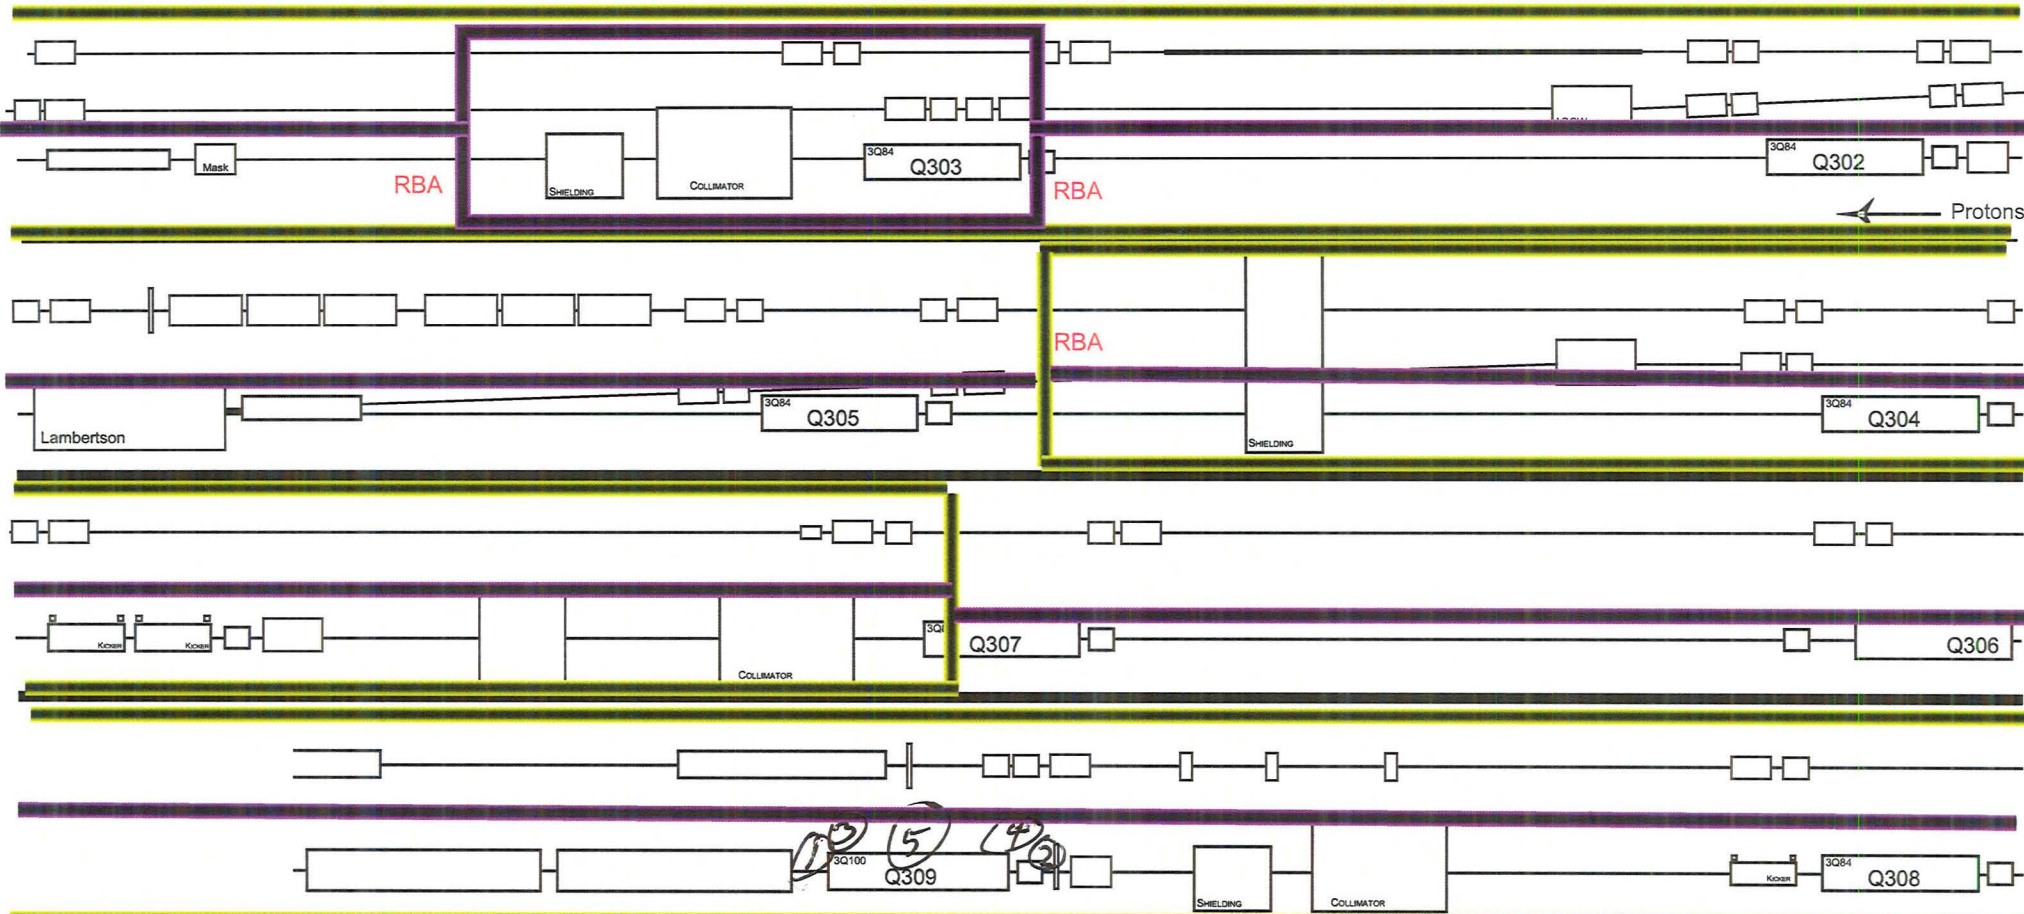 Mask
RBA
SHIELDING
COLLIMATOR
3Q84
Q303
RBA
3Q84
Q302
Protons
RBA
Lambertson
3Q84
Q305
SHIELDING
3Q84
Q304
KICKER
KICKER
COLLIMATOR
Q307
Q306
1 3 5 4 2
3Q100
Q309
SHIELDING
COLLIMATOR
KICKER
3Q84
Q308